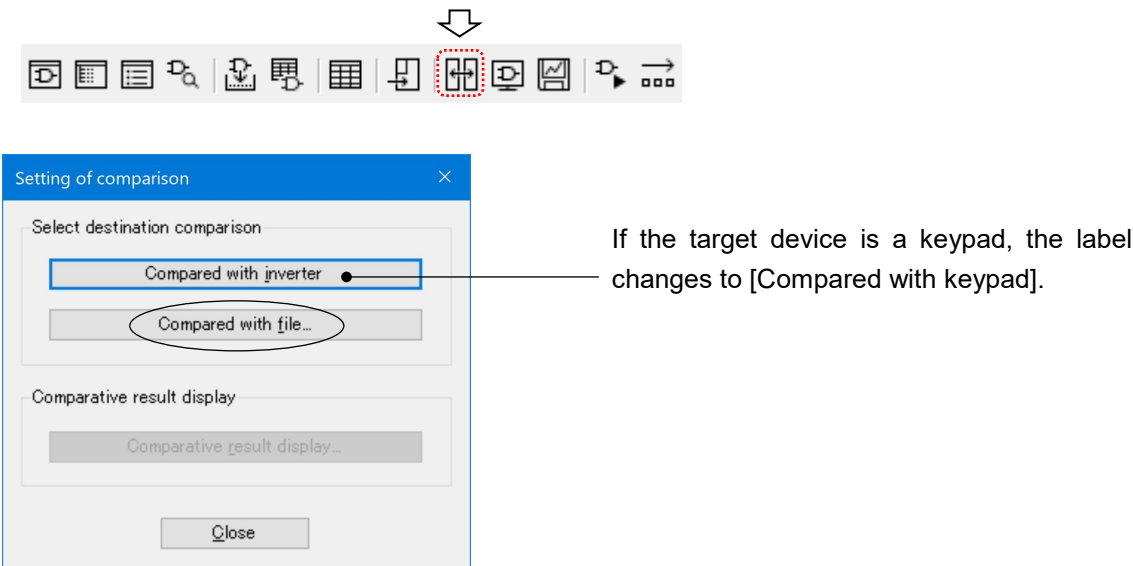 Setting of comparison
Select destination comparison
Compared with inverter
If the target device is a keypad, the label
changes to [Compared with keypad].
Compared with file...
Comparative result display
Comparative result display...
Close